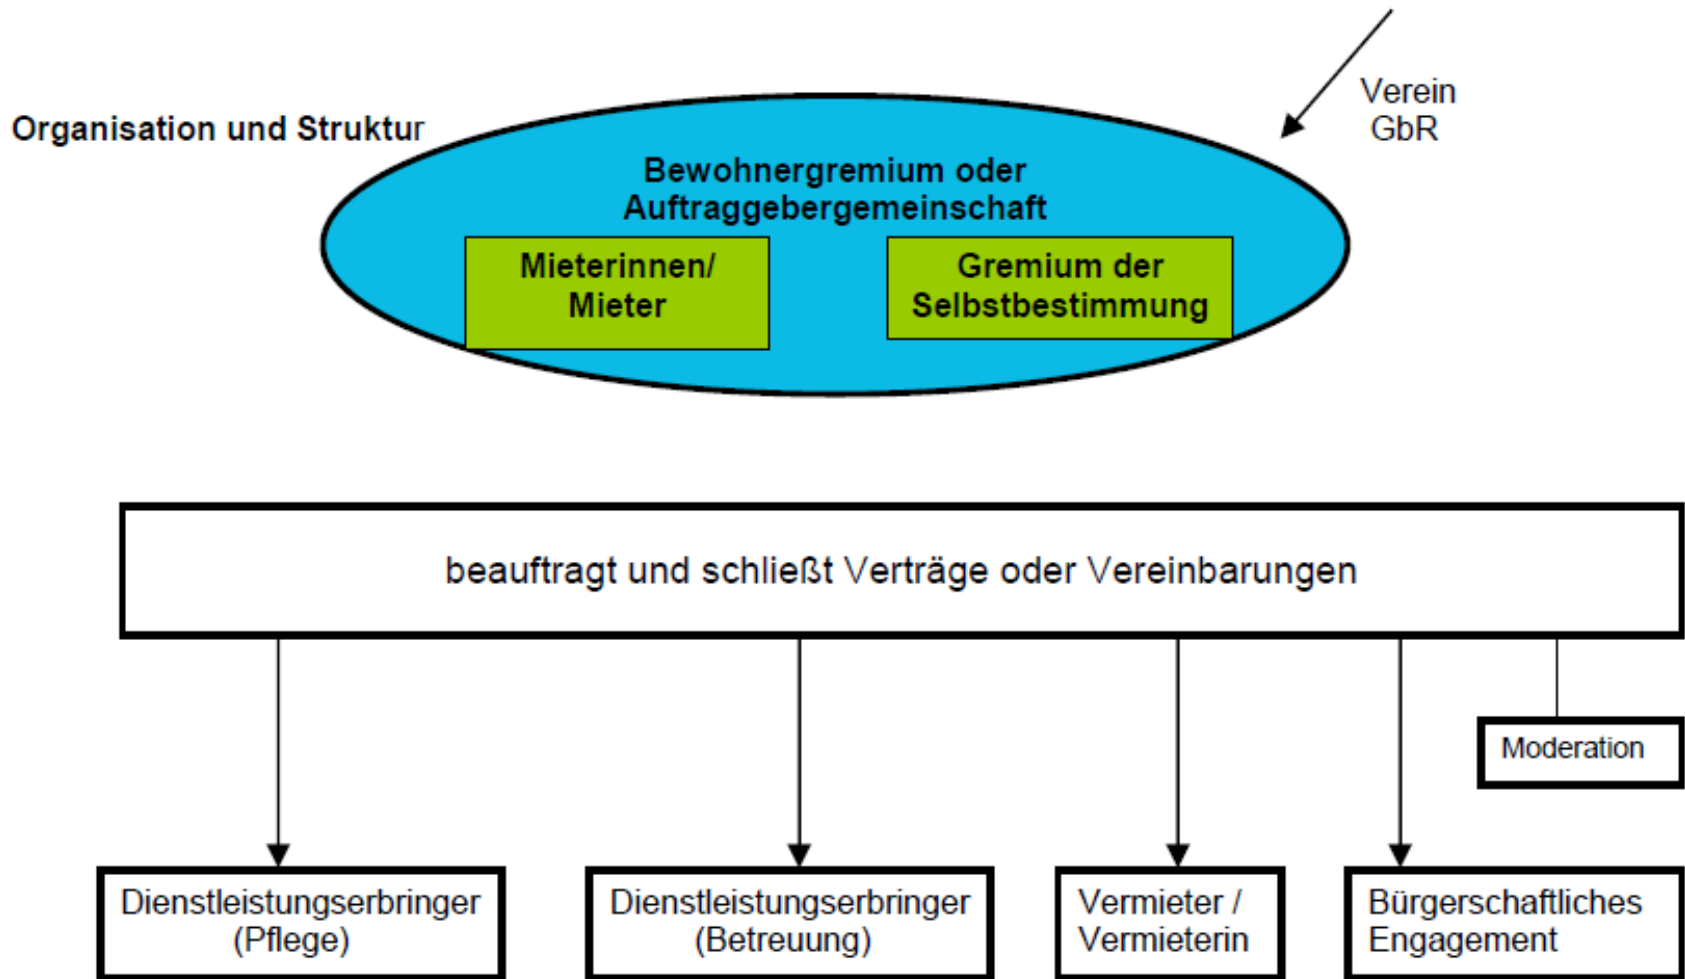 Verein
GbR
Organisation und Struktur
Bewohnergremium oder
Auftraggebergemeinschaft
Mieterinnen/
Mieter
Gremium der
Selbstbestimmung
beauftragt und schließt Verträge oder Vereinbarungen
Moderation
Dienstleistungserbringer
(Pflege)
Dienstleistungserbringer
(Betreuung)
Vermieter /
Vermieterin
Bürgerschaftliches
Engagement